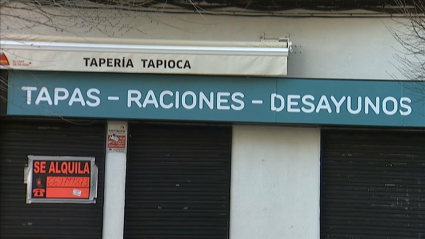 TAPERÍA TAPIOCA
TAPAS - RACIONES - DESAYUNOS
SE ALQUILA